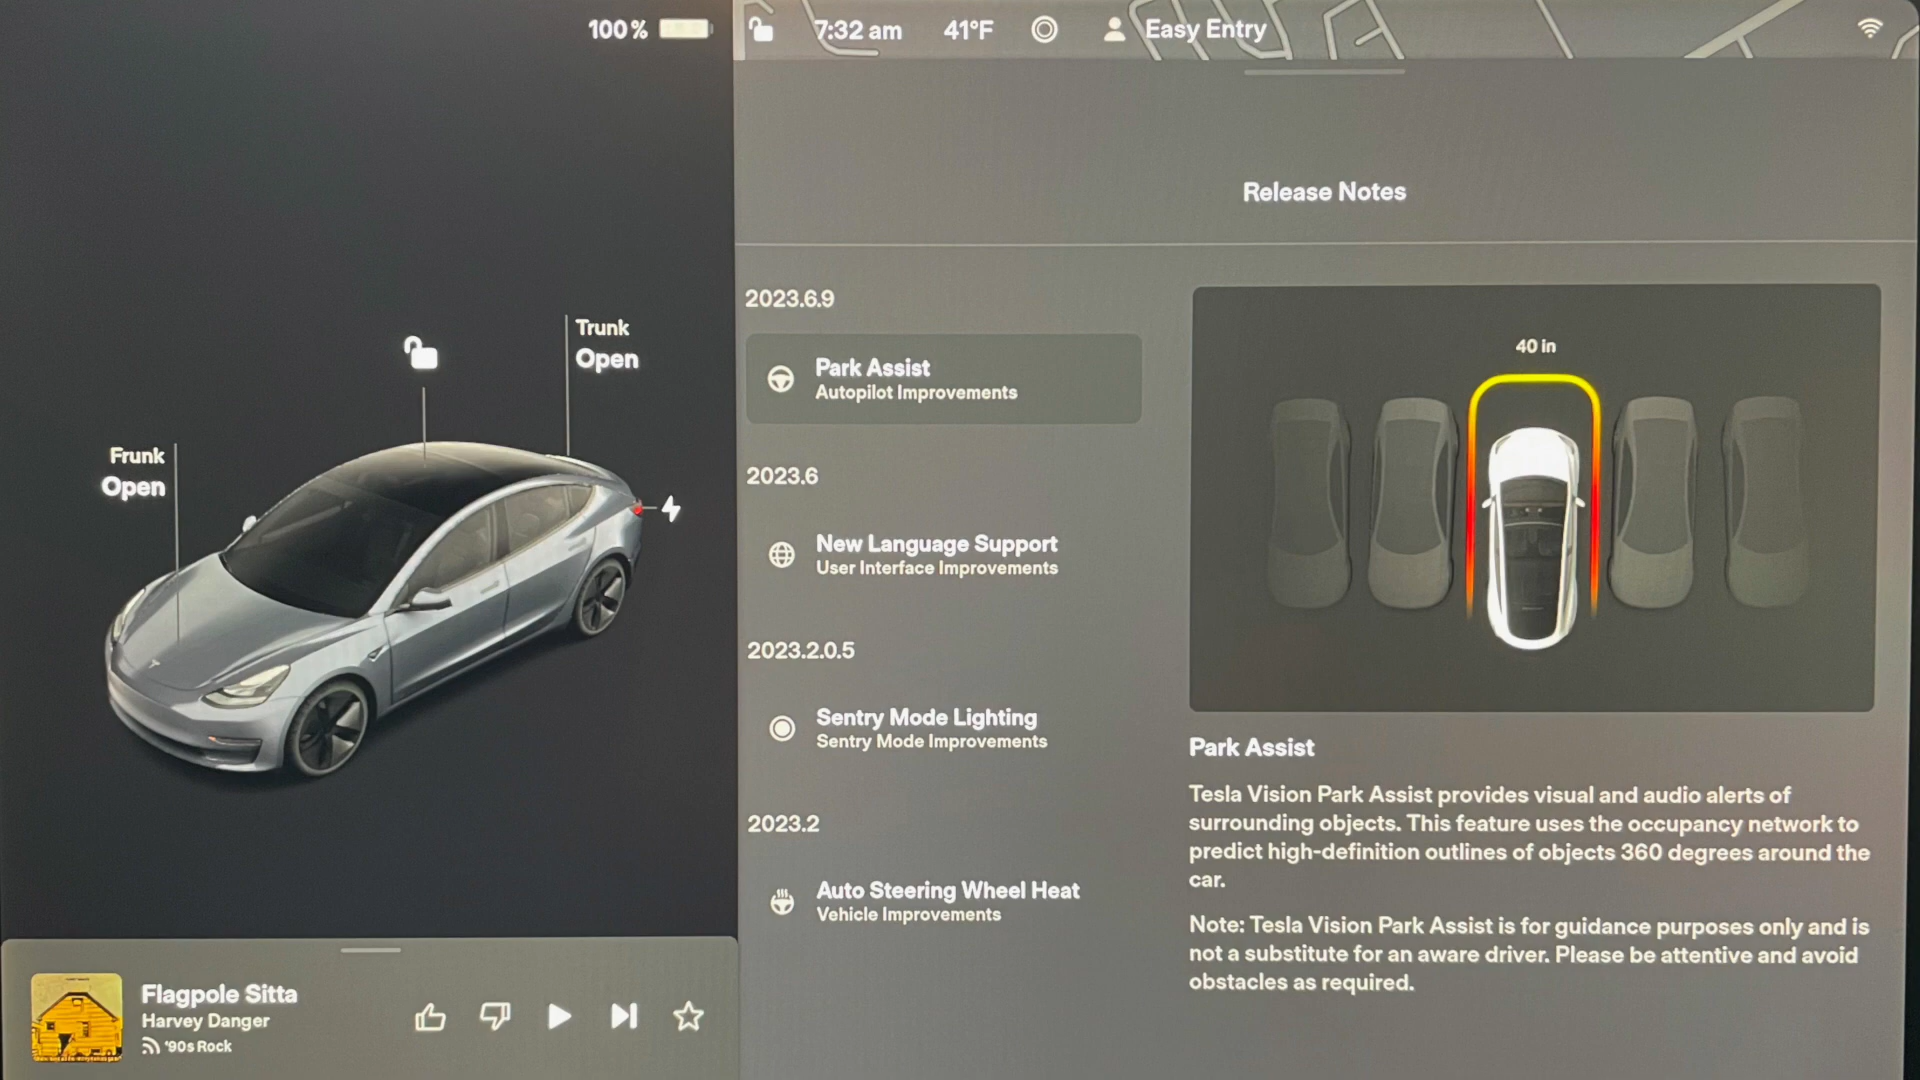 100 %
7:32 am
41°F
Easy Entry
Trunk
Open
Frunk
Open
Release Notes
2023.6.9
Park Assist
Autopilot Improvements
2023.6
New Language Support
User Interface Improvements
2023.2.0.5
Sentry Mode Lighting
Sentry Mode Improvements
2023.2
Auto Steering Wheel Heat
Vehicle Improvements
40 in
Park Assist
Tesla Vision Park Assist provides visual and audio alerts of
surrounding objects. This feature uses the occupancy network to
predict high-definition outlines of objects 360 degrees around the
car.
Note: Tesla Vision Park Assist is for guidance purposes only and is
not a substitute for an aware driver. Please be attentive and avoid
obstacles as required.
Flagpole Sitta
Harvey Danger
'90s Rock